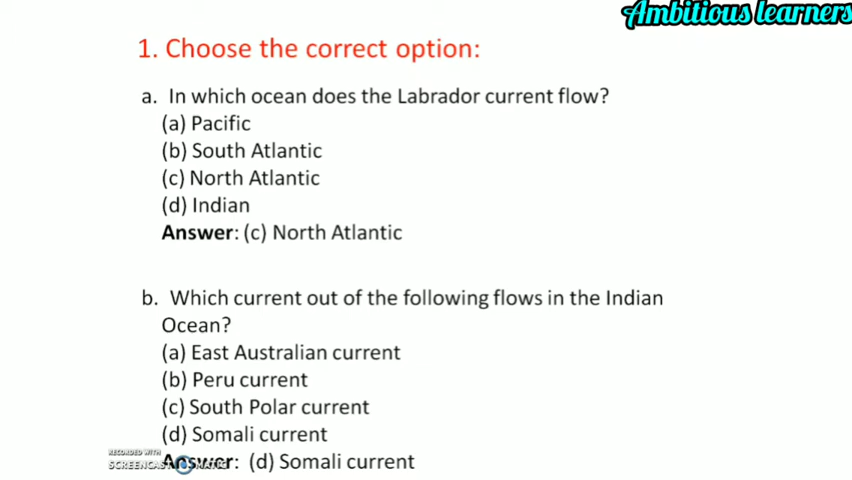 Ambitious learners
1. Choose the correct option:
a. In which ocean does the Labrador current flow?
(a) Pacific
(b) South Atlantic
(c) North Atlantic
(d) Indian
Answer: (c) North Atlantic
b. Which current out of the following flows in the Indian
Ocean?
(a) East Australian current
(b) Peru current
(c) South Polar current
(d) Somali current
RECORDED WITH
SCREENCAST-O-MATIC
Answer: (d) Somali current